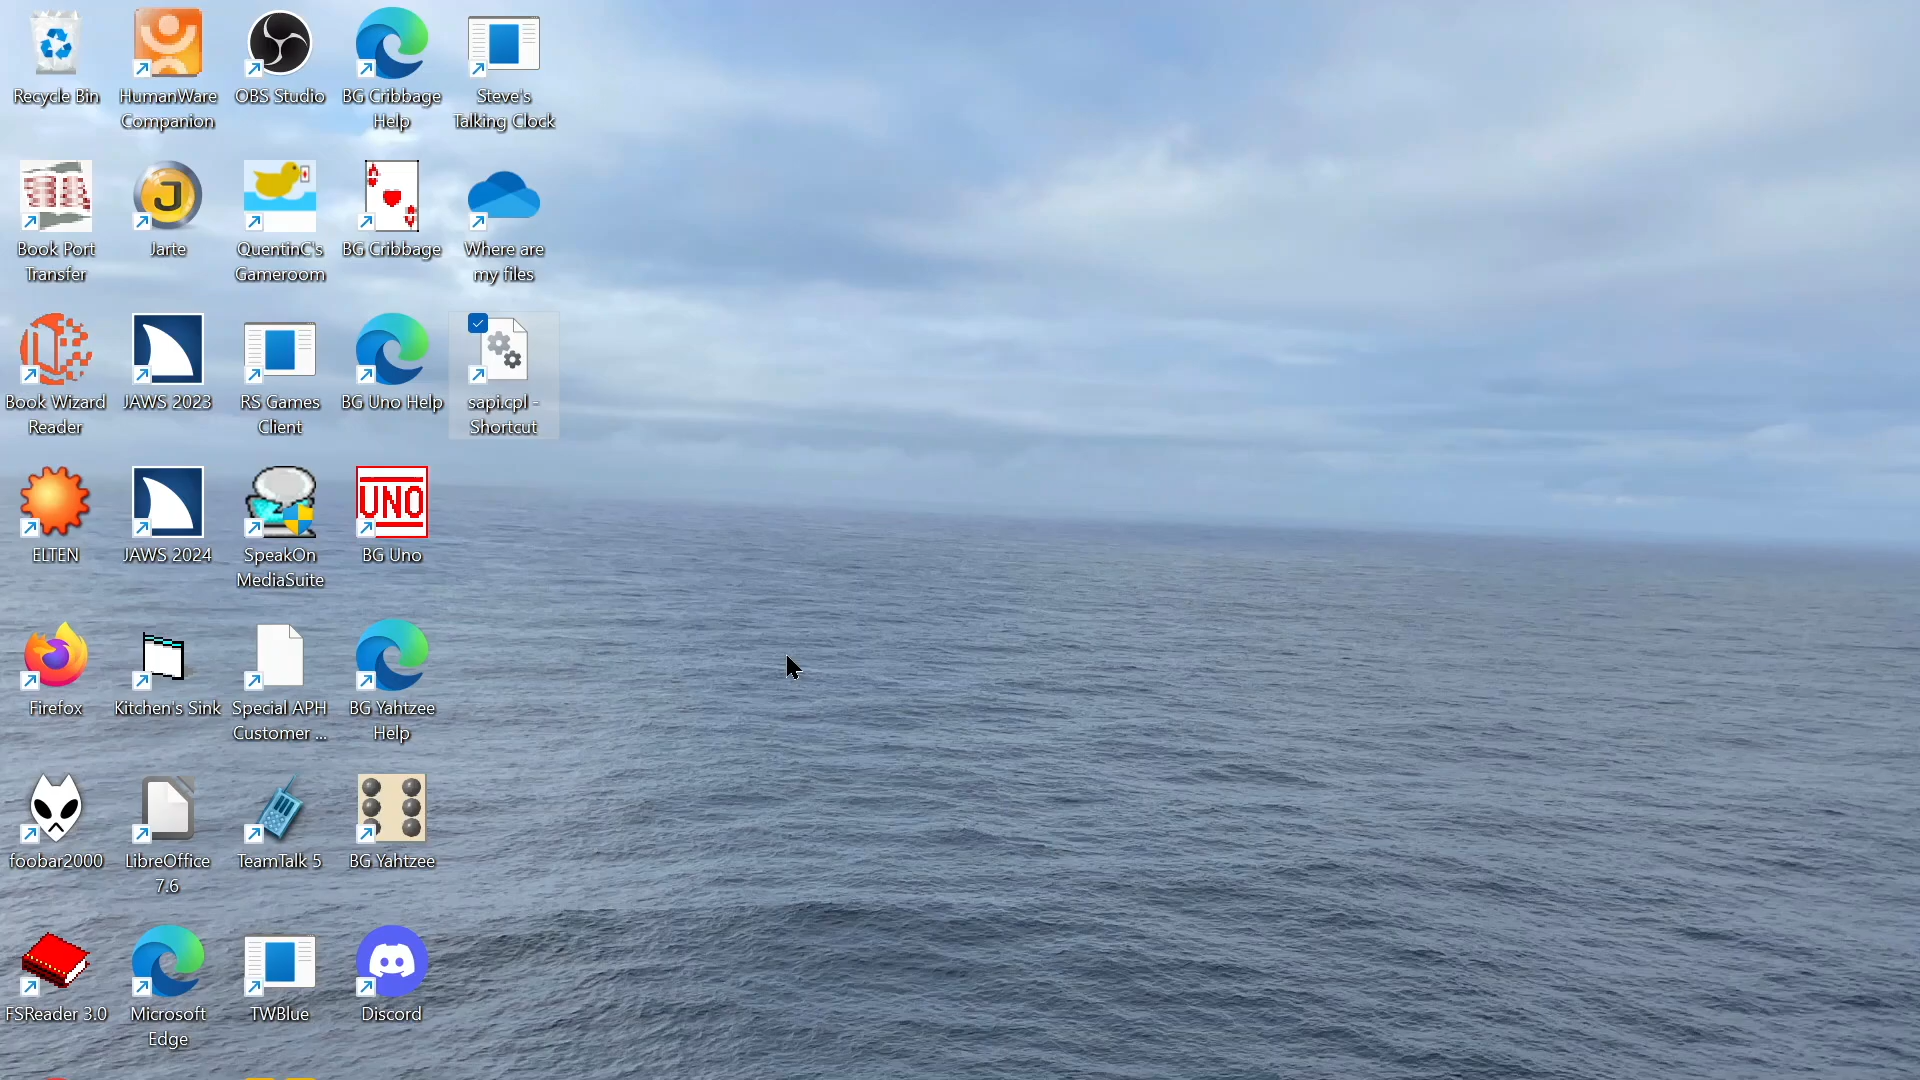 Recycle Bin
HumanWare
Companion
OBS Studio
BG Cribbage
Help
Steve's
Talking Clock
Book Port
Transfer
J
Jarte
QuentinC's
Gameroom
BG Cribbage
Where are
my files
Book Wizard
Reader
JAWS 2023
RS Games
Client
BG Uno Help
sapi.cpl -
Shortcut
ELTEN
JAWS 2024
SpeakOn
MediaSuite
UNO
BG Uno
Firefox
Kitchen's Sink
Special APH
Customer ...
BG Yahtzee
Help
foobar2000
LibreOffice
7.6
TeamTalk 5
BG Yahtzee
FSReader 3.0
Microsoft
Edge
TWBlue
Discord